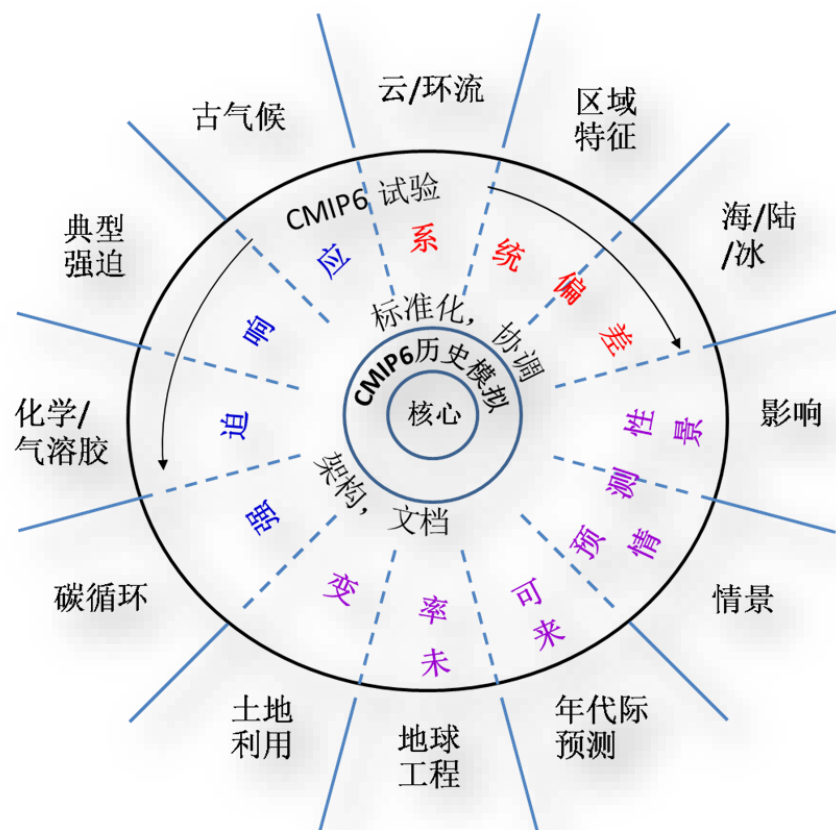 云/环流
区域
特征
海/陆
/冰
影响
情景
年代际
预测
地球
工程
土地
利用
碳循环
化学/
气溶胶
典型
强迫
古气候
CMIP6 试验
系统偏差
强迫响应
变率可预测性
未来情景
标准化，协调
CMIP6历史模拟
核心
架构，文档